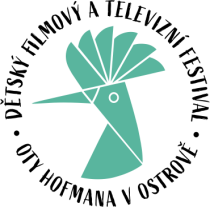 DĚTSKÝ FILMOVÝ A TELEVIZNÍ FESTIVAL
• OTY HOFMANA V OSTROVĚ •